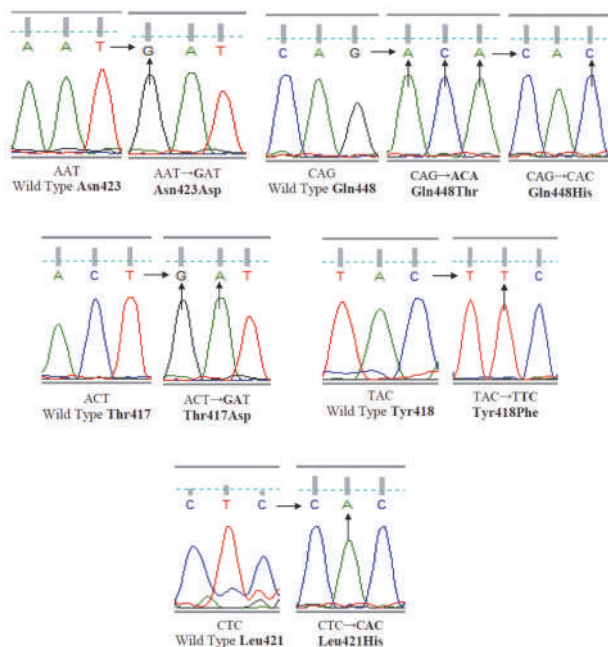 A A T G A T C A G A C A C A C
AAT AAT→GAT CAG CAG→ACA CAG→CAC
Wild Type Asn423 Asn423Asp Wild Type Gln448 Gln448Thr Gln448His
A C T G A T T A C T T C
ACT ACT→GAT TAC TAC→TTC
Wild Type Thr417 Thr417Asp Wild Type Tyr418 Tyr418Phe
C T C C A C
CTC CTC→CAC
Wild Type Leu421 Leu421His